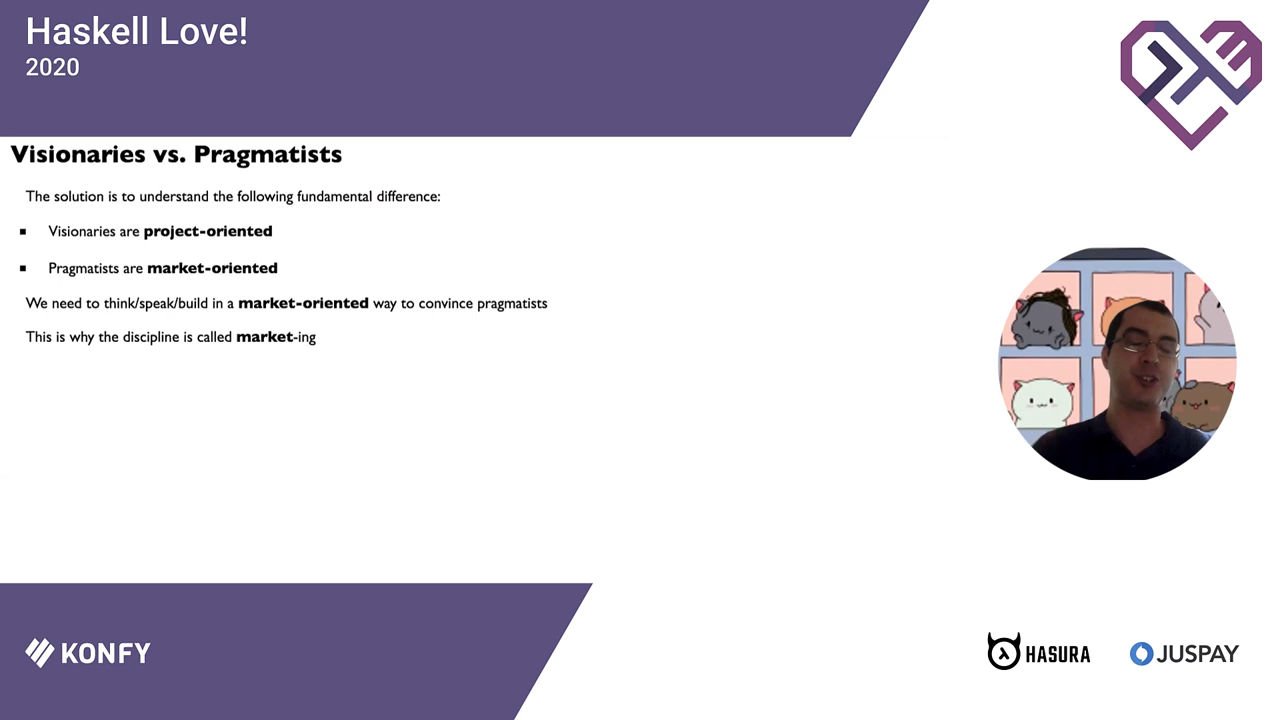 Haskell Love!
2020
Visionaries vs. Pragmatists
The solution is to understand the following fundamental difference:
▪ Visionaries are project-oriented
▪ Pragmatists are market-oriented
We need to think/speak/build in a market-oriented way to convince pragmatists
This is why the discipline is called market-ing
KONFY
HASURA
JUSPAY